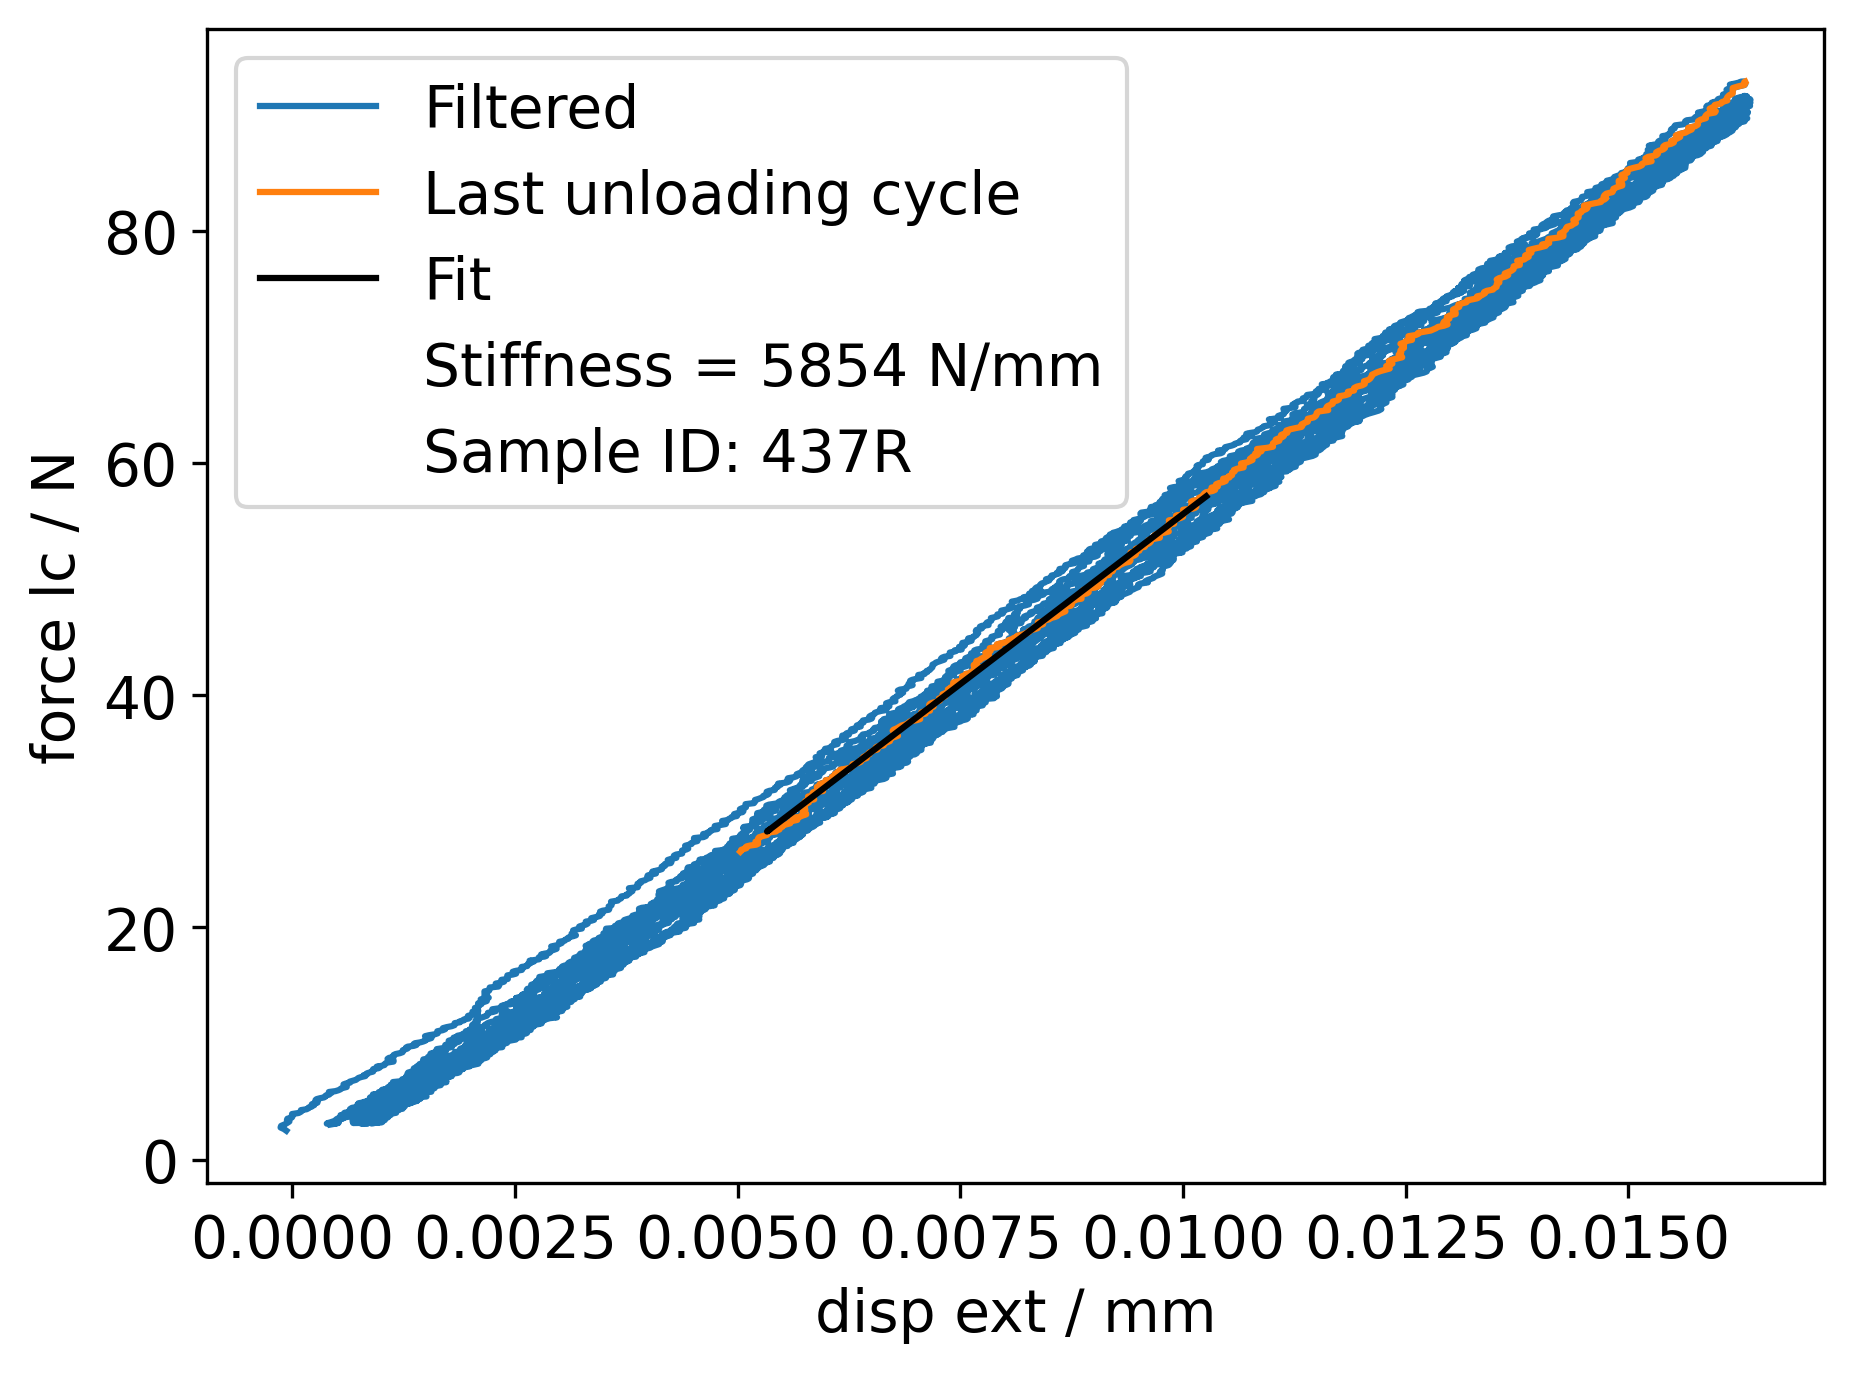 Filtered
Last unloading cycle
Fit
Stiffness = 5854 N/mm
Sample ID: 437R
force lc / N
80
60
40
20
0
0.0000 0.0025 0.0050 0.0075 0.0100 0.0125 0.0150
disp ext / mm